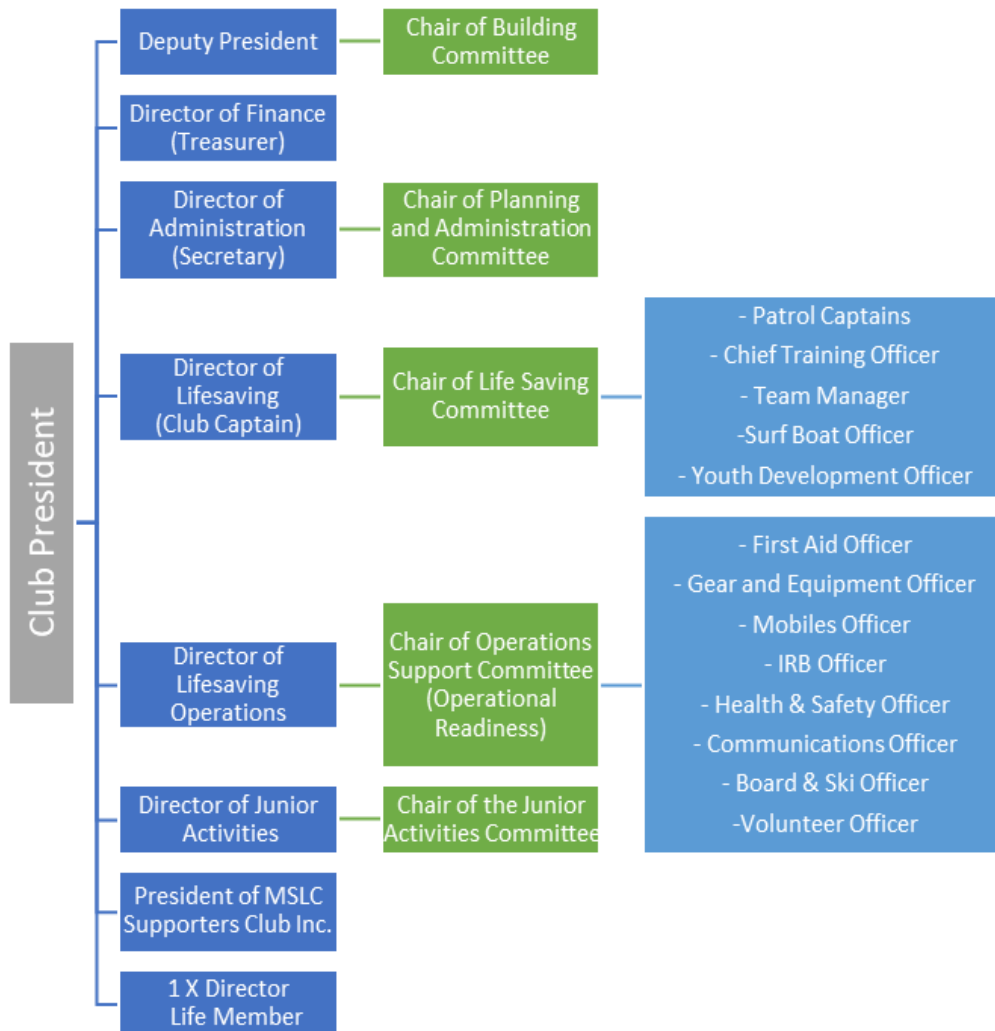 Club President
Deputy President
Chair of Building
Committee
Director of Finance
(Treasurer)
Director of
Administration
(Secretary)
Chair of Planning
and Administration
Committee
Director of
Lifesaving
(Club Captain)
Chair of Life Saving
Committee
- Patrol Captains
- Chief Training Officer
- Team Manager
-Surf Boat Officer
- Youth Development Officer
Director of
Lifesaving
Operations
Chair of Operations
Support Committee
(Operational
Readiness)
- First Aid Officer
- Gear and Equipment Officer
- Mobiles Officer
- IRB Officer
- Health & Safety Officer
- Communications Officer
- Board & Ski Officer
-Volunteer Officer
Director of Junior
Activities
Chair of the Junior
Activities Committee
President of MSLC
Supporters Club Inc.
1 X Director
Life Member